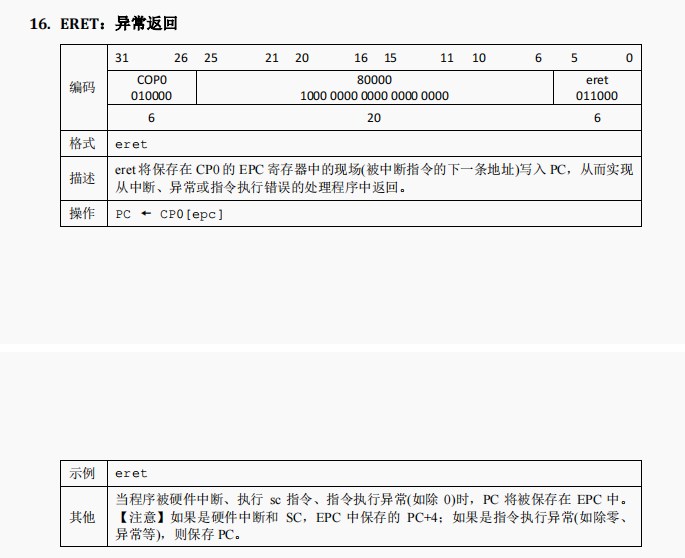 16. ERET：异常返回
编码
31 26 25 21 20 16 15 11 10 6 5 0
COP0 80000 eret
010000 1000 0000 0000 0000 0000 011000
6 20 6
格式 eret
描述
eret将保存在 CP0 的 EPC 寄存器中的现场(被中断指令的下一条地址)写入 PC，从而实现
从中断、异常或指令执行错误的处理程序中返回。
操作 PC ← CP0[epc]
示例 eret
其他
当程序被硬件中断、执行 sc 指令、指令执行异常(如除 0)时，PC 将被保存在 EPC 中。
【注意】如果是硬件中断和 SC，EPC 中保存的 PC+4；如果是指令执行异常(如除零、
异常等)，则保存 PC。